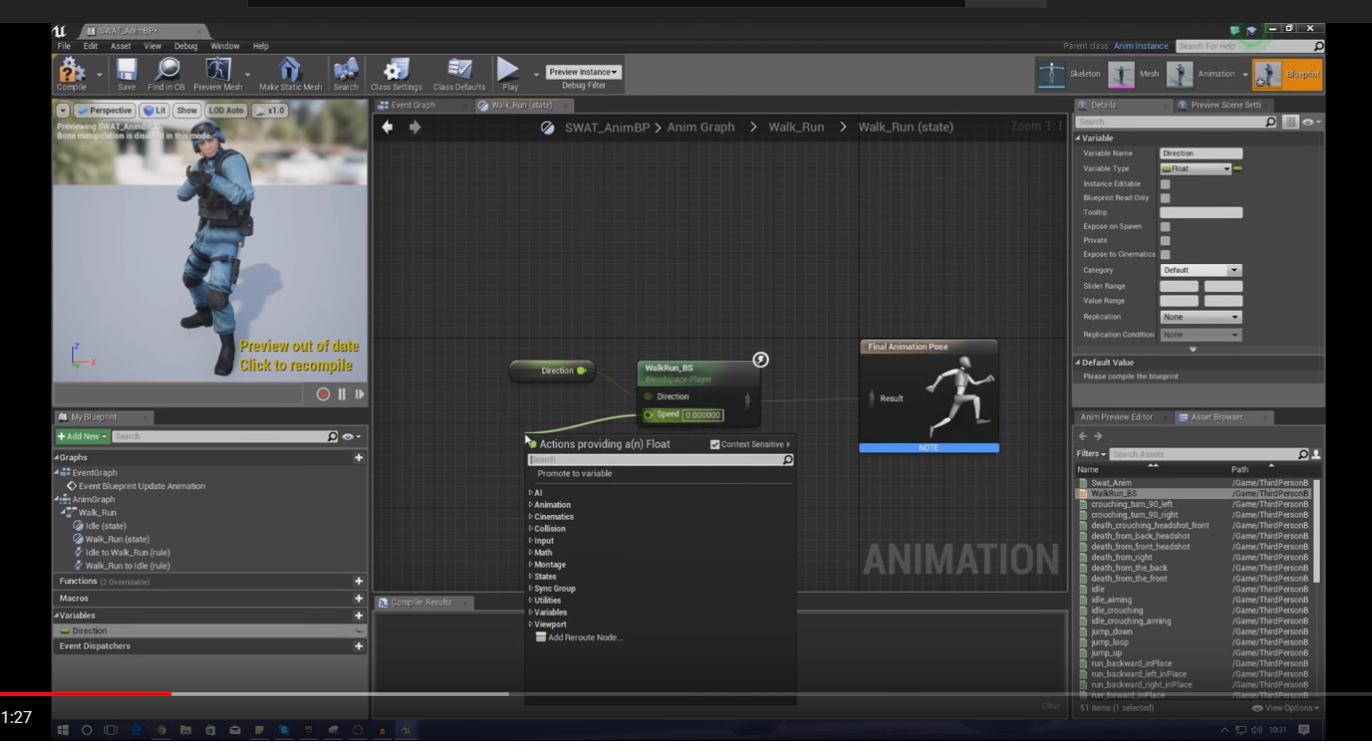 SWAT_AnimBP*
File Edit Asset View Debug Window Help
Parent class: Anim Instance Search For Help
Compile Save Find in CB Preview Mesh Make Static Mesh Search Class Settings Class Defaults Play
Preview Instance
Debug Filter
Skeleton Mesh Animation Blueprint
Perspective Lit Show LOD Auto x1.0
Previewing SWAT_AnimBP_c.
Bone manipulation is disabled in this mode.
Z
X
Preview out of date
Click to recompile
Event Graph Walk_Run (state)
SWAT_AnimBP > Anim Graph > Walk_Run > Walk_Run (state)
Zoom 1:1
Direction
WalkRun_BS
Blendspace Player
Direction
Speed 0.000000
Final Animation Pose
Result
NOTE
Actions providing a(n) Float Context Sensitive
Search
Promote to variable
AI
Animation
Cinematics
Collision
Input
Math
Montage
States
Sync Group
Utilities
Variables
Viewport
Add Reroute Node...
ANIMATION
Compiler Results
Clear
My Blueprint
+ Add New Search
Graphs
EventGraph
Event Blueprint Update Animation
AnimGraph
Walk_Run
Idle (state)
Walk_Run (state)
Idle to Walk_Run (rule)
Walk_Run to Idle (rule)
Functions (2 Overridable)
Macros
Variables
Direction
Event Dispatchers
Details Preview Scene Setti
Search
Variable
Variable Name Direction
Variable Type Float
Instance Editable
Blueprint Read Only
Tooltip
Expose on Spawn
Private
Expose to Cinematics
Category Default
Slider Range
Value Range
Replication None
Replication Condition None
Default Value
Please compile the blueprint
Anim Preview Editor Asset Browser
Filters Search Assets
Name Path
Swat_Anim /Game/ThirdPersonB
WalkRun_BS /Game/ThirdPersonB
crouching_turn_90_left /Game/ThirdPersonB
crouching_turn_90_right /Game/ThirdPersonB
death_crouching_headshot_front /Game/ThirdPersonB
death_from_back_headshot /Game/ThirdPersonB
death_from_front_headshot /Game/ThirdPersonB
death_from_right /Game/ThirdPersonB
death_from_the_back /Game/ThirdPersonB
death_from_the_front /Game/ThirdPersonB
idle /Game/ThirdPersonB
idle_aiming /Game/ThirdPersonB
idle_crouching /Game/ThirdPersonB
idle_crouching_aiming /Game/ThirdPersonB
jump_down /Game/ThirdPersonB
jump_loop /Game/ThirdPersonB
jump_up /Game/ThirdPersonB
run_backward_inPlace /Game/ThirdPersonB
run_backward_left_inPlace /Game/ThirdPersonB
run_backward_right_inPlace /Game/ThirdPersonB
run_forward_inPlace /Game/ThirdPersonB
51 items (1 selected) View Options
1:27
10:31